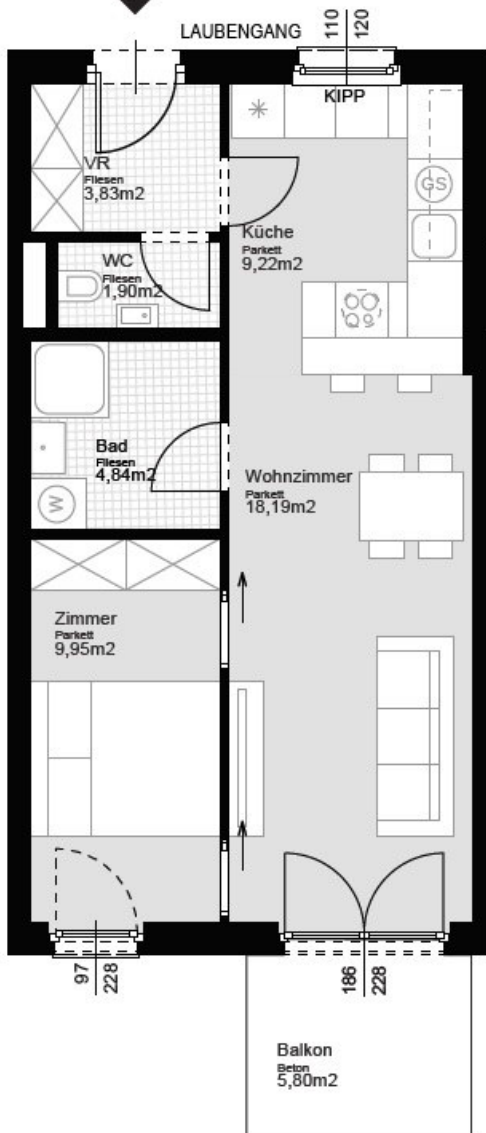 LAUBENGANG
110
120
KIPP
VR
Fliesen
3,83m2
GS
Küche
Parkett
9,22m2
WC
Fliesen
1,90m2
Bad
Fliesen
4,84m2
W
Wohnzimmer
Parkett
18,19m2
Zimmer
Parkett
9,95m2
97
228
186
228
Balkon
Beton
5,80m2